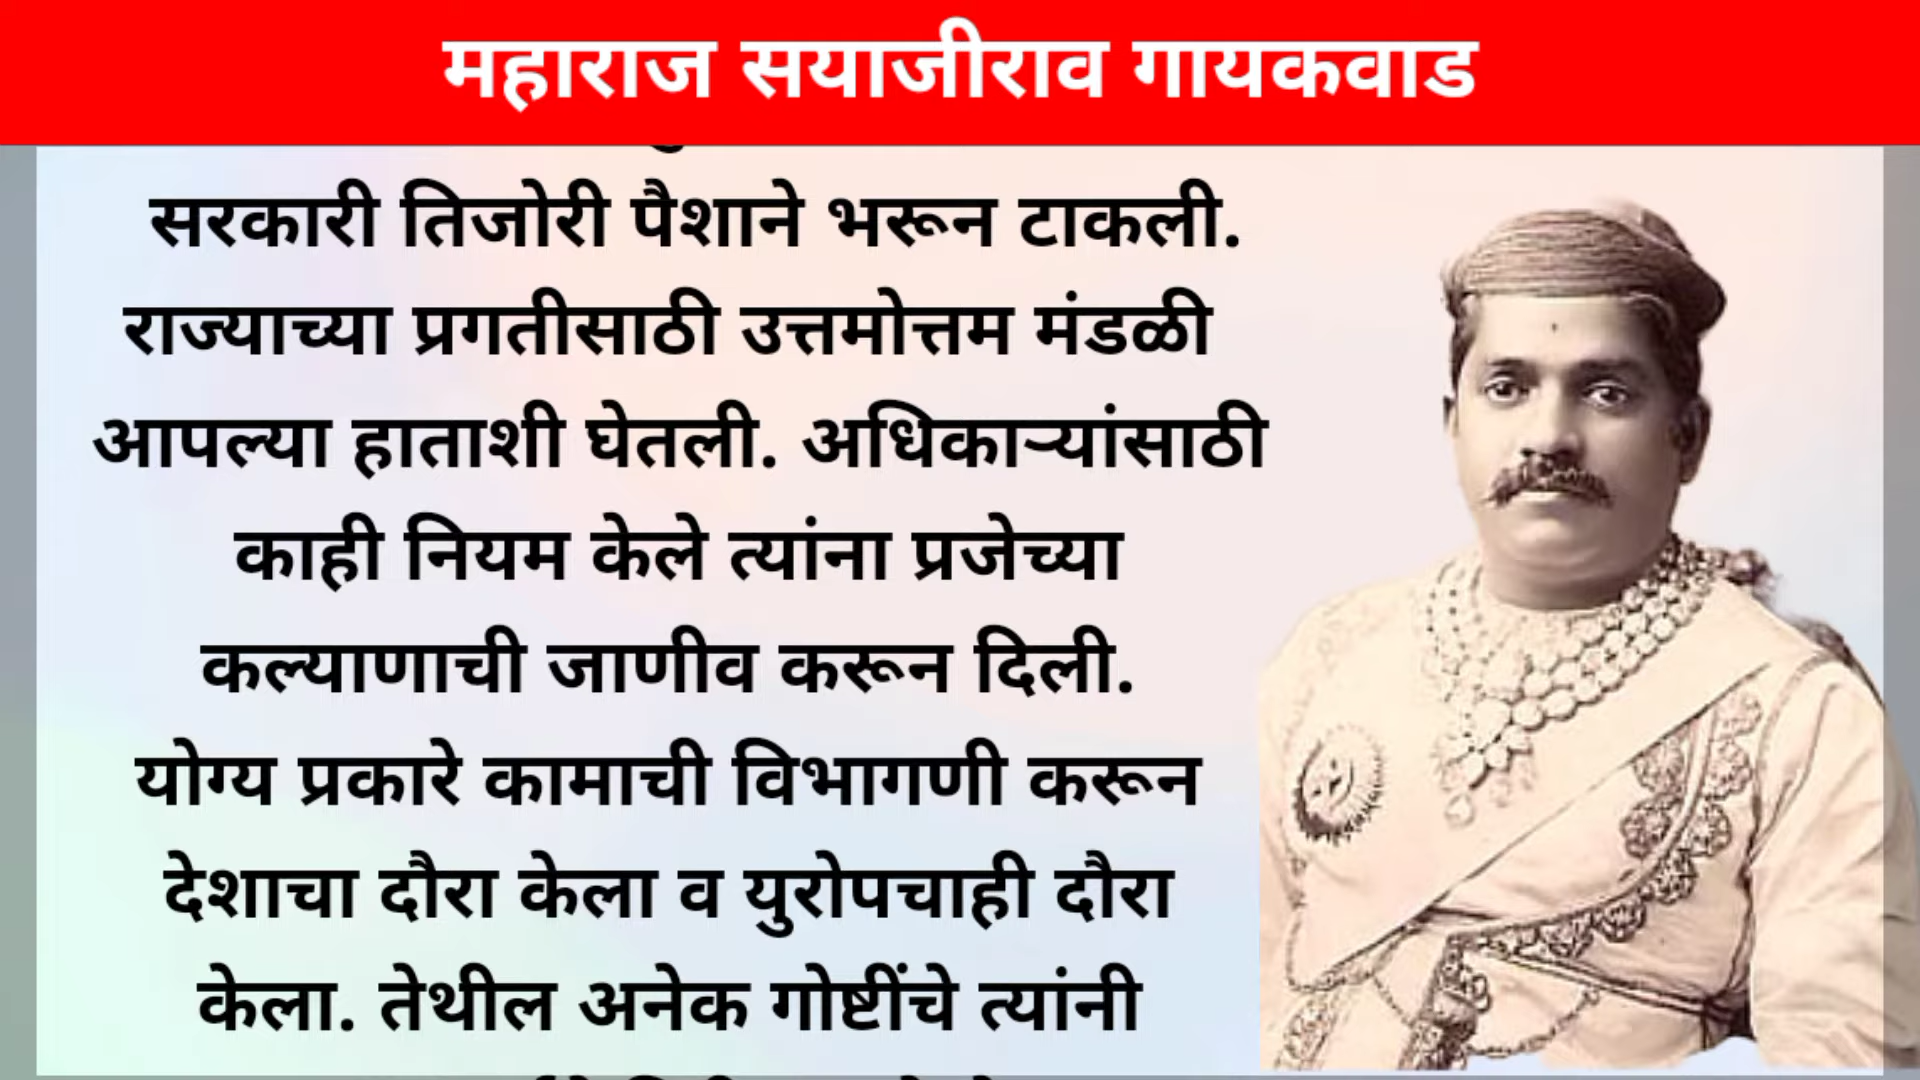 महाराज सयाजीराव गायकवाड
सरकारी तिजोरी पैशाने भरून टाकली.
राज्याच्या प्रगतीसाठी उत्तमोत्तम मंडळी
आपल्या हाताशी घेतली. अधिकाऱ्यांसाठी
काही नियम केले त्यांना प्रजेच्या
कल्याणाची जाणीव करून दिली.
योग्य प्रकारे कामाची विभागणी करून
देशाचा दौरा केला व युरोपचाही दौरा
केला. तेथील अनेक गोष्टींचे त्यांनी